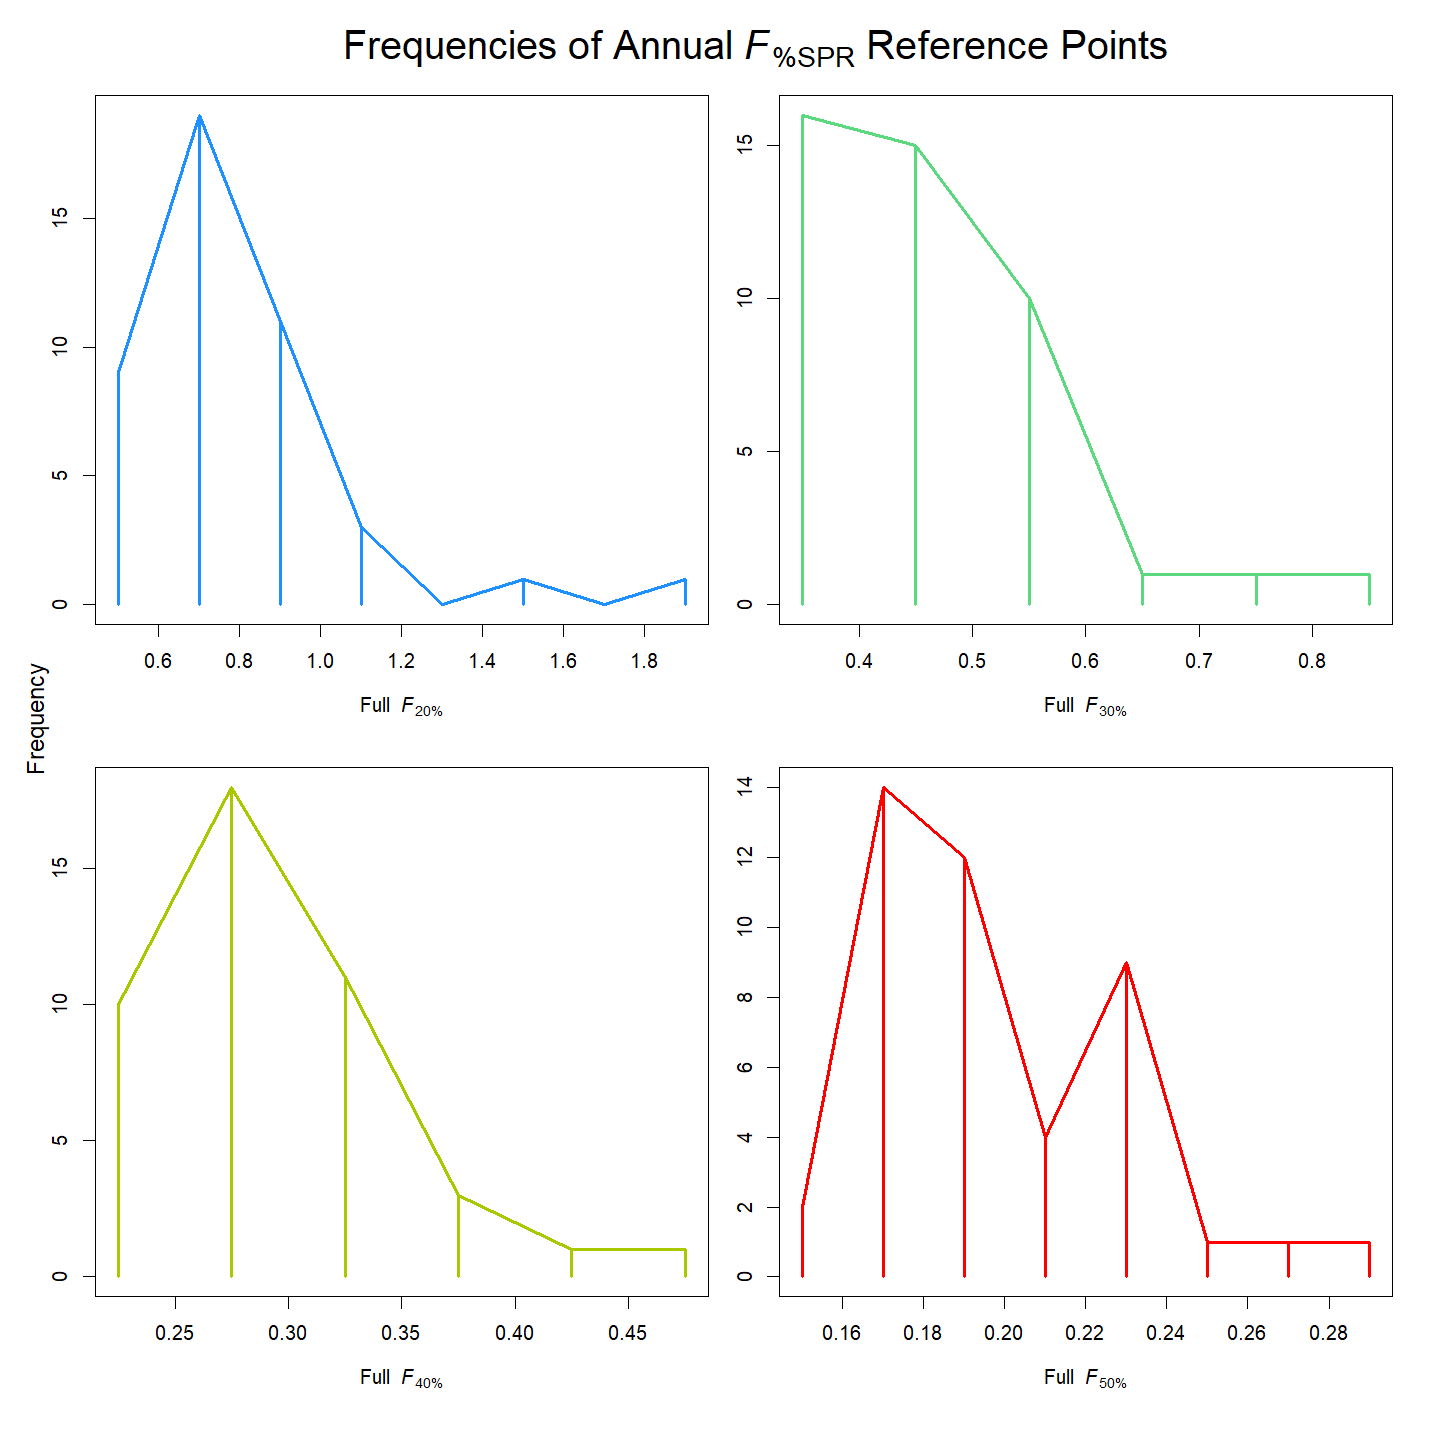 Frequencies of Annual F%SPR Reference Points
Frequency
0 5 10 15
0.6 0.8 1.0 1.2 1.4 1.6 1.8
Full F20%
0 5 10 15
0.4 0.5 0.6 0.7 0.8
Full F30%
0 5 10 15
0.25 0.30 0.35 0.40 0.45
Full F40%
0 2 4 6 8 10 12 14
0.16 0.18 0.20 0.22 0.24 0.26 0.28
Full F50%